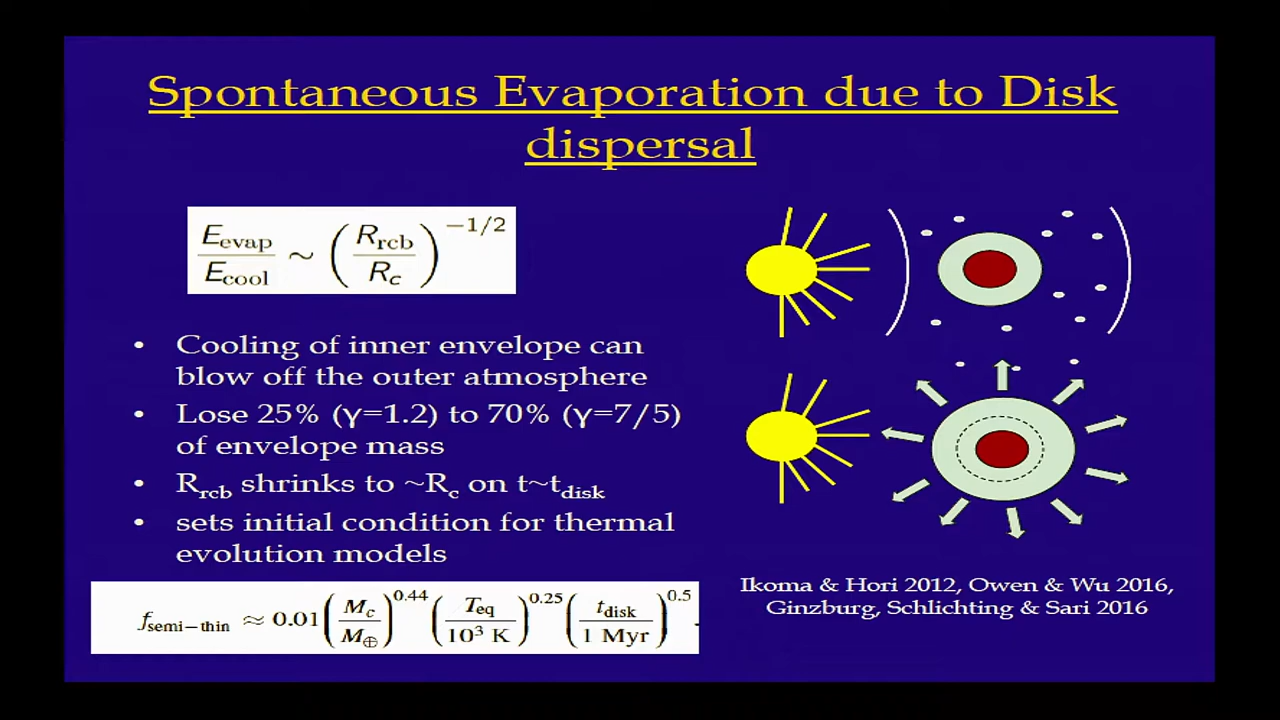 Spontaneous Evaporation due to Disk
dispersal
E_evap / E_cool ~ (R_rcb / R_c)^−1/2
• Cooling of inner envelope can
blow off the outer atmosphere
• Lose 25% (γ=1.2) to 70% (γ=7/5)
of envelope mass
• R_rcb shrinks to ~R_c on t~t_disk
• sets initial condition for thermal
evolution models
f_semi−thin ≈ 0.01 (M_c / M_⊕)^0.44 (T_eq / 10^3 K)^0.25 (t_disk / 1 Myr)^0.5
Ikoma & Hori 2012, Owen & Wu 2016,
Ginzburg, Schlichting & Sari 2016